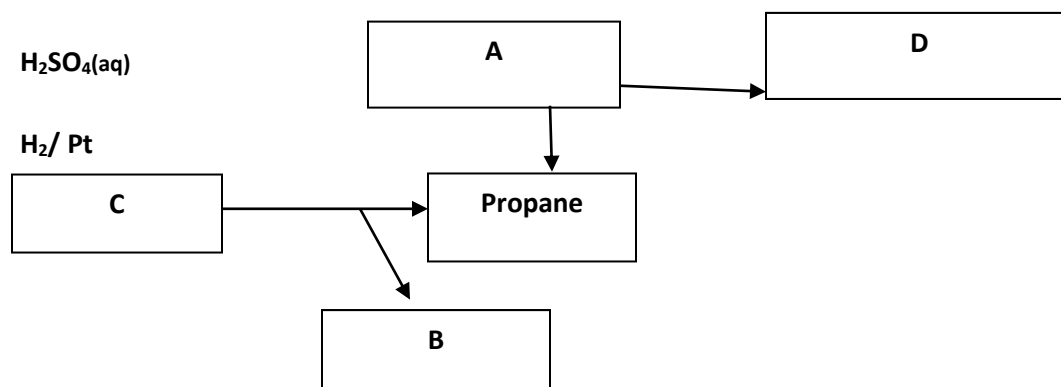 A
D
H₂SO₄(aq)
H₂/ Pt
C
Propane
B